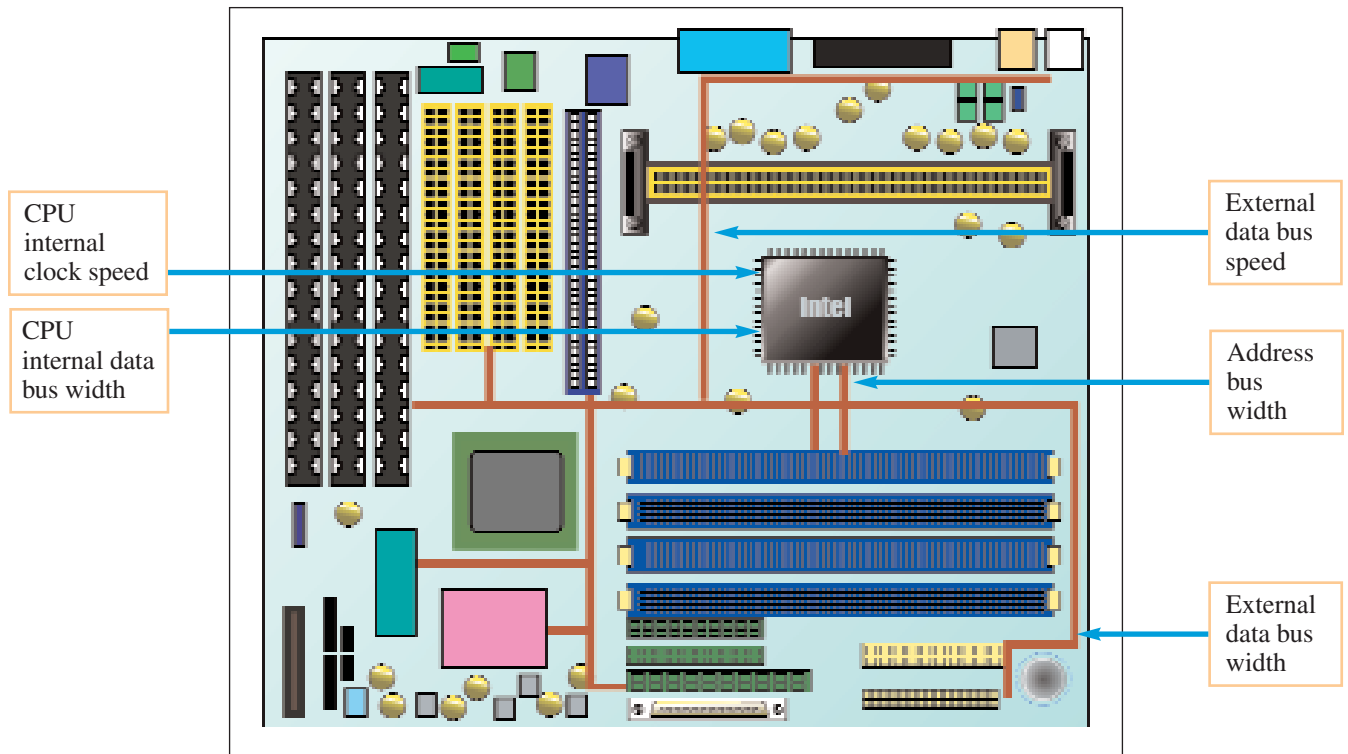 CPU
internal
clock speed
CPU
internal data
bus width
Intel
External
data bus
speed
Address
bus
width
External
data bus
width